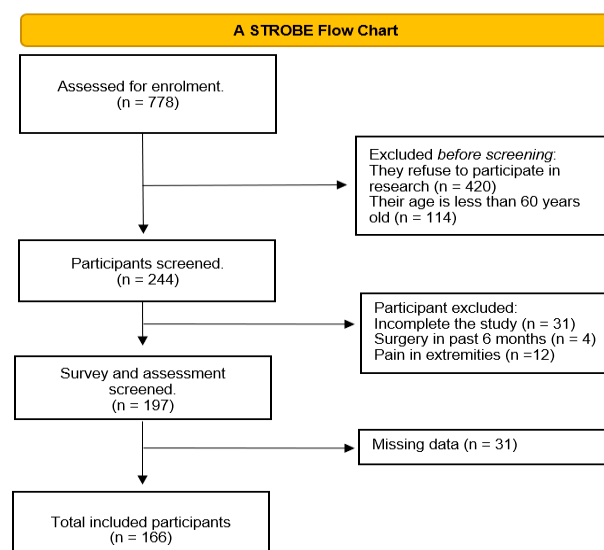 A STROBE Flow Chart
Assessed for enrolment.
(n = 778)
Excluded before screening:
They refuse to participate in
research (n = 420)
Their age is less than 60 years
old (n = 114)
Participants screened.
(n = 244)
Participant excluded:
Incomplete the study (n = 31)
Surgery in past 6 months (n = 4)
Pain in extremities (n =12)
Survey and assessment
screened.
(n = 197)
Missing data (n = 31)
Total included participants
(n = 166)